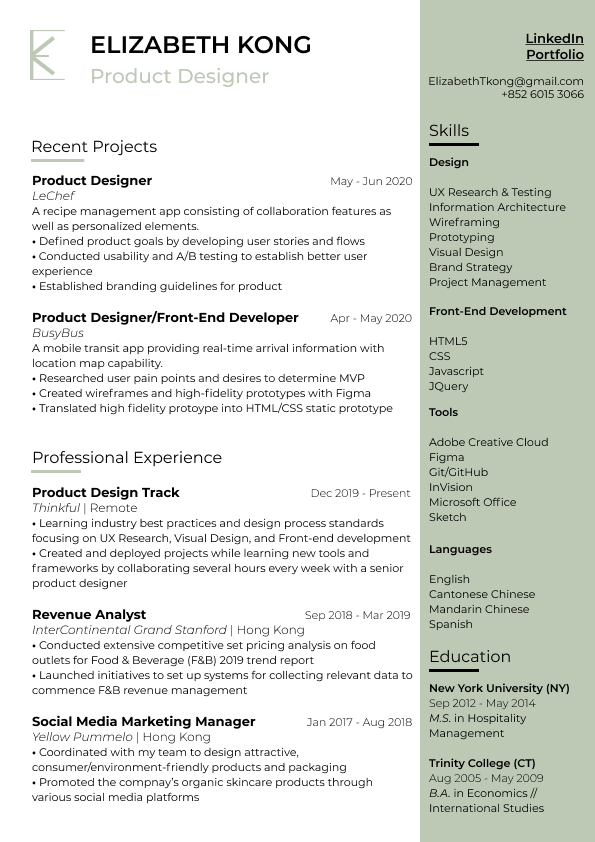 ELIZABETH KONG
Product Designer
Recent Projects
Product Designer May - Jun 2020
LeChef
A recipe management app consisting of collaboration features as
well as personalized elements.
• Defined product goals by developing user stories and flows
• Conducted usability and A/B testing to establish better user
experience
• Established branding guidelines for product
Product Designer/Front-End Developer Apr - May 2020
BusyBus
A mobile transit app providing real-time arrival information with
location map capability.
• Researched user pain points and desires to determine MVP
• Created wireframes and high-fidelity prototypes with Figma
• Translated high fidelity protoype into HTML/CSS static prototype
Professional Experience
Product Design Track Dec 2019 - Present
Thinkful | Remote
• Learning industry best practices and design process standards
focusing on UX Research, Visual Design, and Front-end development
• Created and deployed projects while learning new tools and
frameworks by collaborating several hours every week with a senior
product designer
Revenue Analyst Sep 2018 - Mar 2019
InterContinental Grand Stanford | Hong Kong
• Conducted extensive competitive set pricing analysis on food
outlets for Food & Beverage (F&B) 2019 trend report
• Launched initiatives to set up systems for collecting relevant data to
commence F&B revenue management
Social Media Marketing Manager Jan 2017 - Aug 2018
Yellow Pummelo | Hong Kong
• Coordinated with my team to design attractive,
consumer/environment-friendly products and packaging
• Promoted the compnay's organic skincare products through
various social media platforms
LinkedIn
Portfolio
ElizabethTkong@gmail.com
+852 6015 3066
Skills
Design
UX Research & Testing
Information Architecture
Wireframing
Prototyping
Visual Design
Brand Strategy
Project Management
Front-End Development
HTML5
CSS
Javascript
JQuery
Tools
Adobe Creative Cloud
Figma
Git/GitHub
InVision
Microsoft Office
Sketch
Languages
English
Cantonese Chinese
Mandarin Chinese
Spanish
Education
New York University (NY)
Sep 2012 - May 2014
M.S. in Hospitality
Management
Trinity College (CT)
Aug 2005 - May 2009
B.A. in Economics //
International Studies